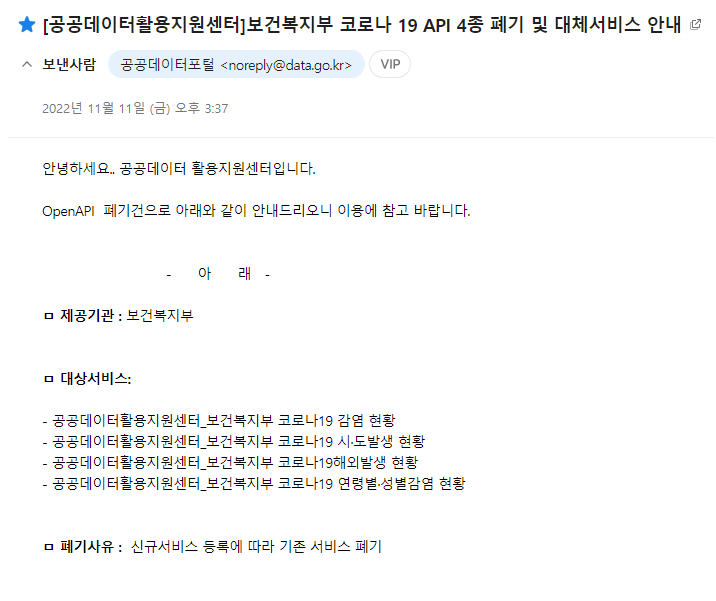 [공공데이터활용지원센터]보건복지부 코로나 19 API 4종 폐기 및 대체서비스 안내
보낸사람 공공데이터포털 <noreply@data.go.kr> VIP
2022년 11월 11일 (금) 오후 3:37
안녕하세요.. 공공데이터 활용지원센터입니다.
OpenAPI 폐기건으로 아래와 같이 안내드리오니 이용에 참고 바랍니다.
- 아 래 -
ㅁ 제공기관 : 보건복지부
ㅁ 대상서비스:
- 공공데이터활용지원센터_보건복지부 코로나19 감염 현황
- 공공데이터활용지원센터_보건복지부 코로나19 시·도발생 현황
- 공공데이터활용지원센터_보건복지부 코로나19해외발생 현황
- 공공데이터활용지원센터_보건복지부 코로나19 연령별·성별감염 현황
ㅁ 폐기사유 : 신규서비스 등록에 따라 기존 서비스 폐기